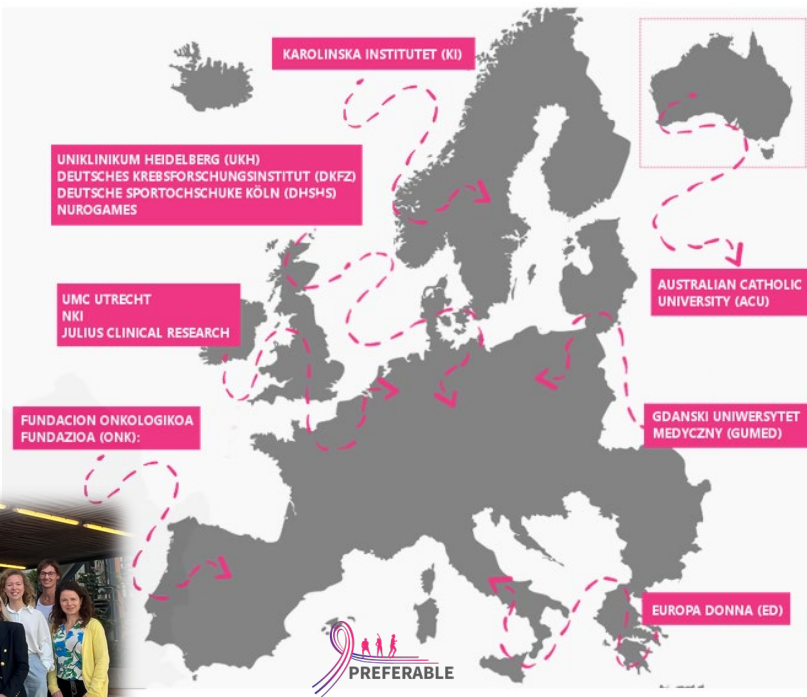 KAROLINSKA INSTITUTET (KI)
UNIKLINIKUM HEIDELBERG (UKH)
DEUTSCHES KREBSFORSCHUNGSINSTITUT (DKFZ)
DEUTSCHE SPORTOCHSCHUKE KÖLN (DHSHS)
NUROGAMES
UMC UTRECHT
NKI
JULIUS CLINICAL RESEARCH
AUSTRALIAN CATHOLIC
UNIVERSITY (ACU)
FUNDACION ONKOLOGIKOA
FUNDAZIOA (ONK):
GDANSKI UNIWERSYTET
MEDYCZNY (GUMED)
EUROPA DONNA (ED)
PREFERABLE